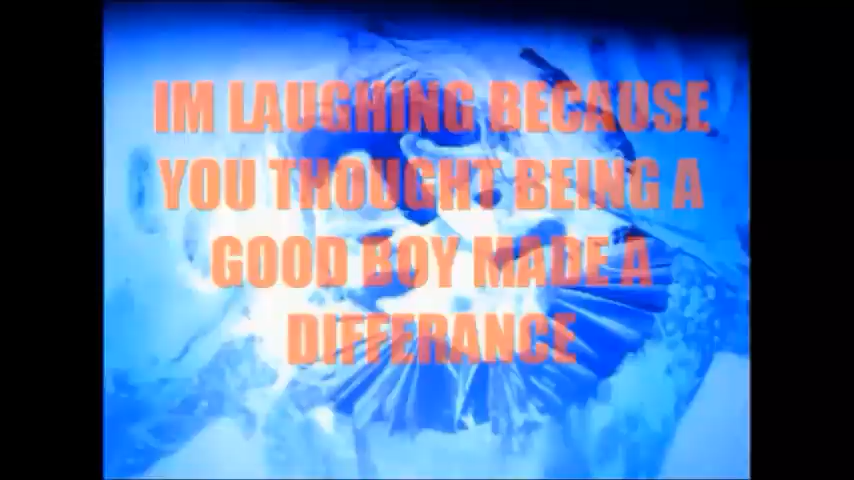 IM LAUGHING BECAUSE
YOU THOUGHT BEING A
GOOD BOY MADE A
DIFFERANCE